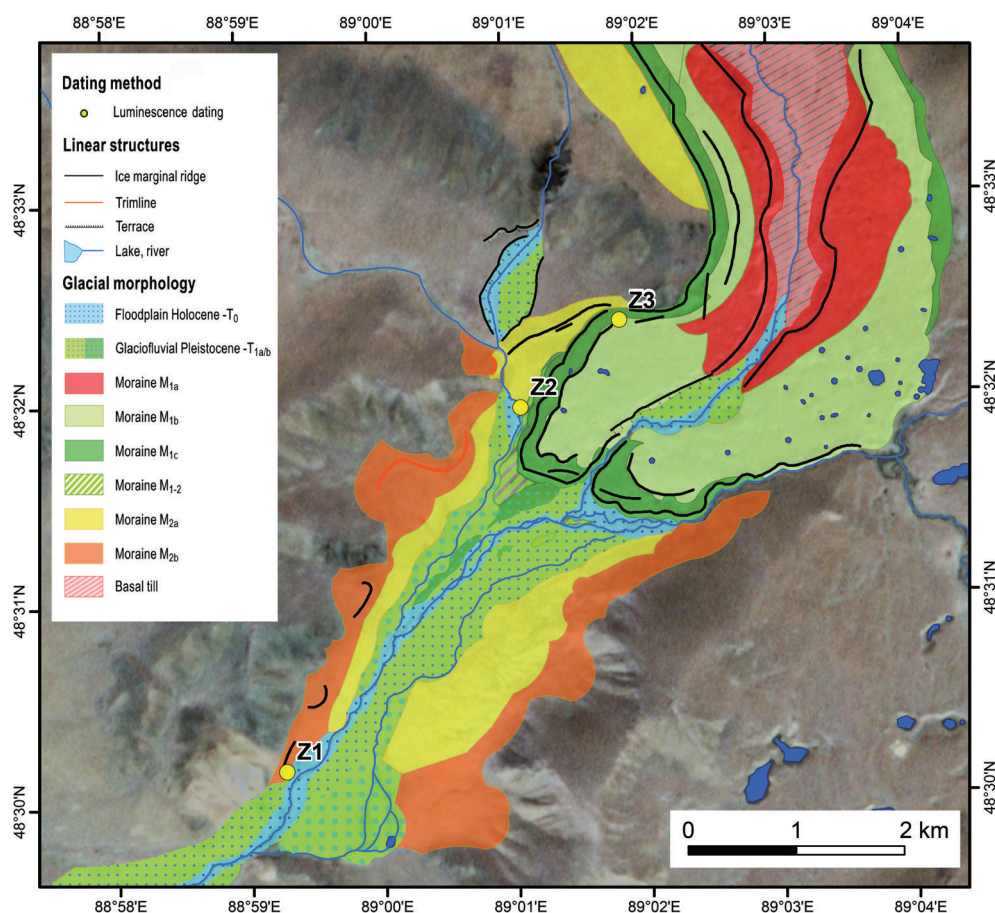 88°58'E 88°59'E 89°00'E 89°01'E 89°02'E 89°03'E 89°04'E
Dating method
Luminescence dating
Linear structures
Ice marginal ridge
Trimline
Terrace
Lake, river
Glacial morphology
Floodplain Holocene -T0
Glaciofluvial Pleistocene -T1a/b
Moraine M1a
Moraine M1b
Moraine M1c
Moraine M1-2
Moraine M2a
Moraine M2b
Basal till
48°33'N
48°32'N
48°31'N
48°30'N
Z3
Z2
Z1
48°33'N
48°32'N
48°31'N
48°30'N
0 1 2 km
88°58'E 88°59'E 89°00'E 89°01'E 89°02'E 89°03'E 89°04'E